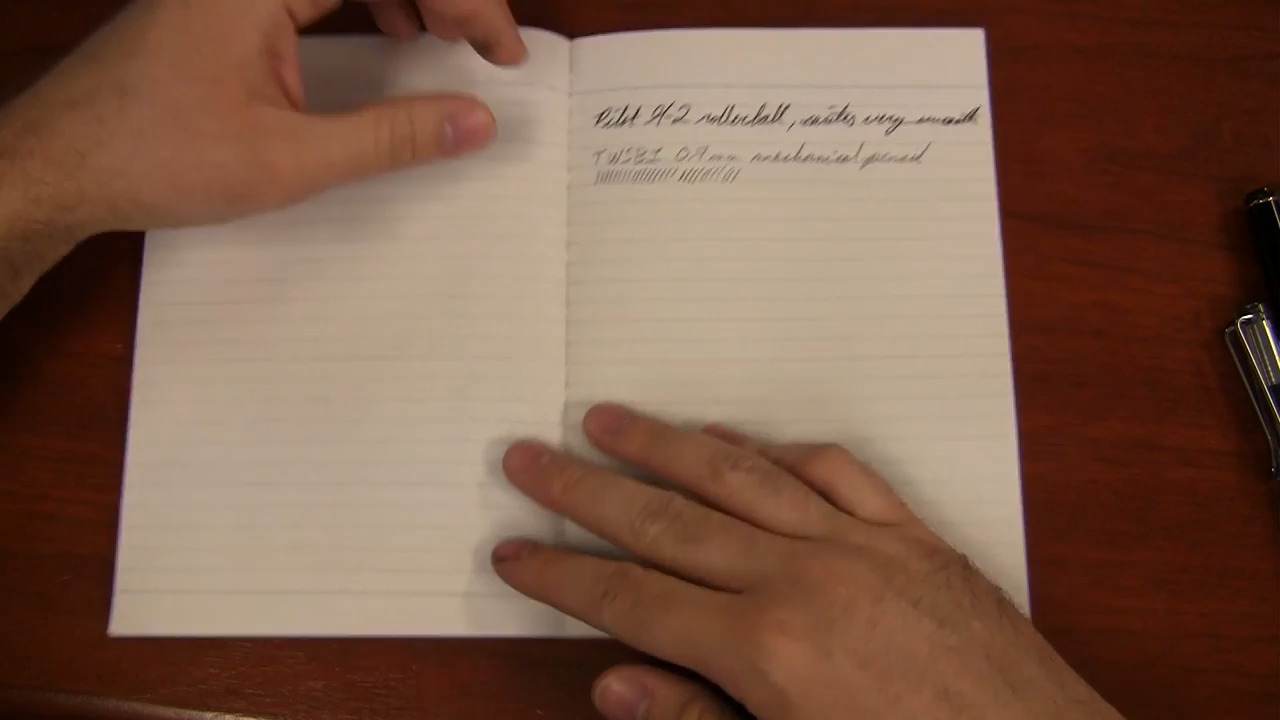 Pilot G-2 rollerball, writes very smooth
TWSBI 0.7mm mechanical pencil